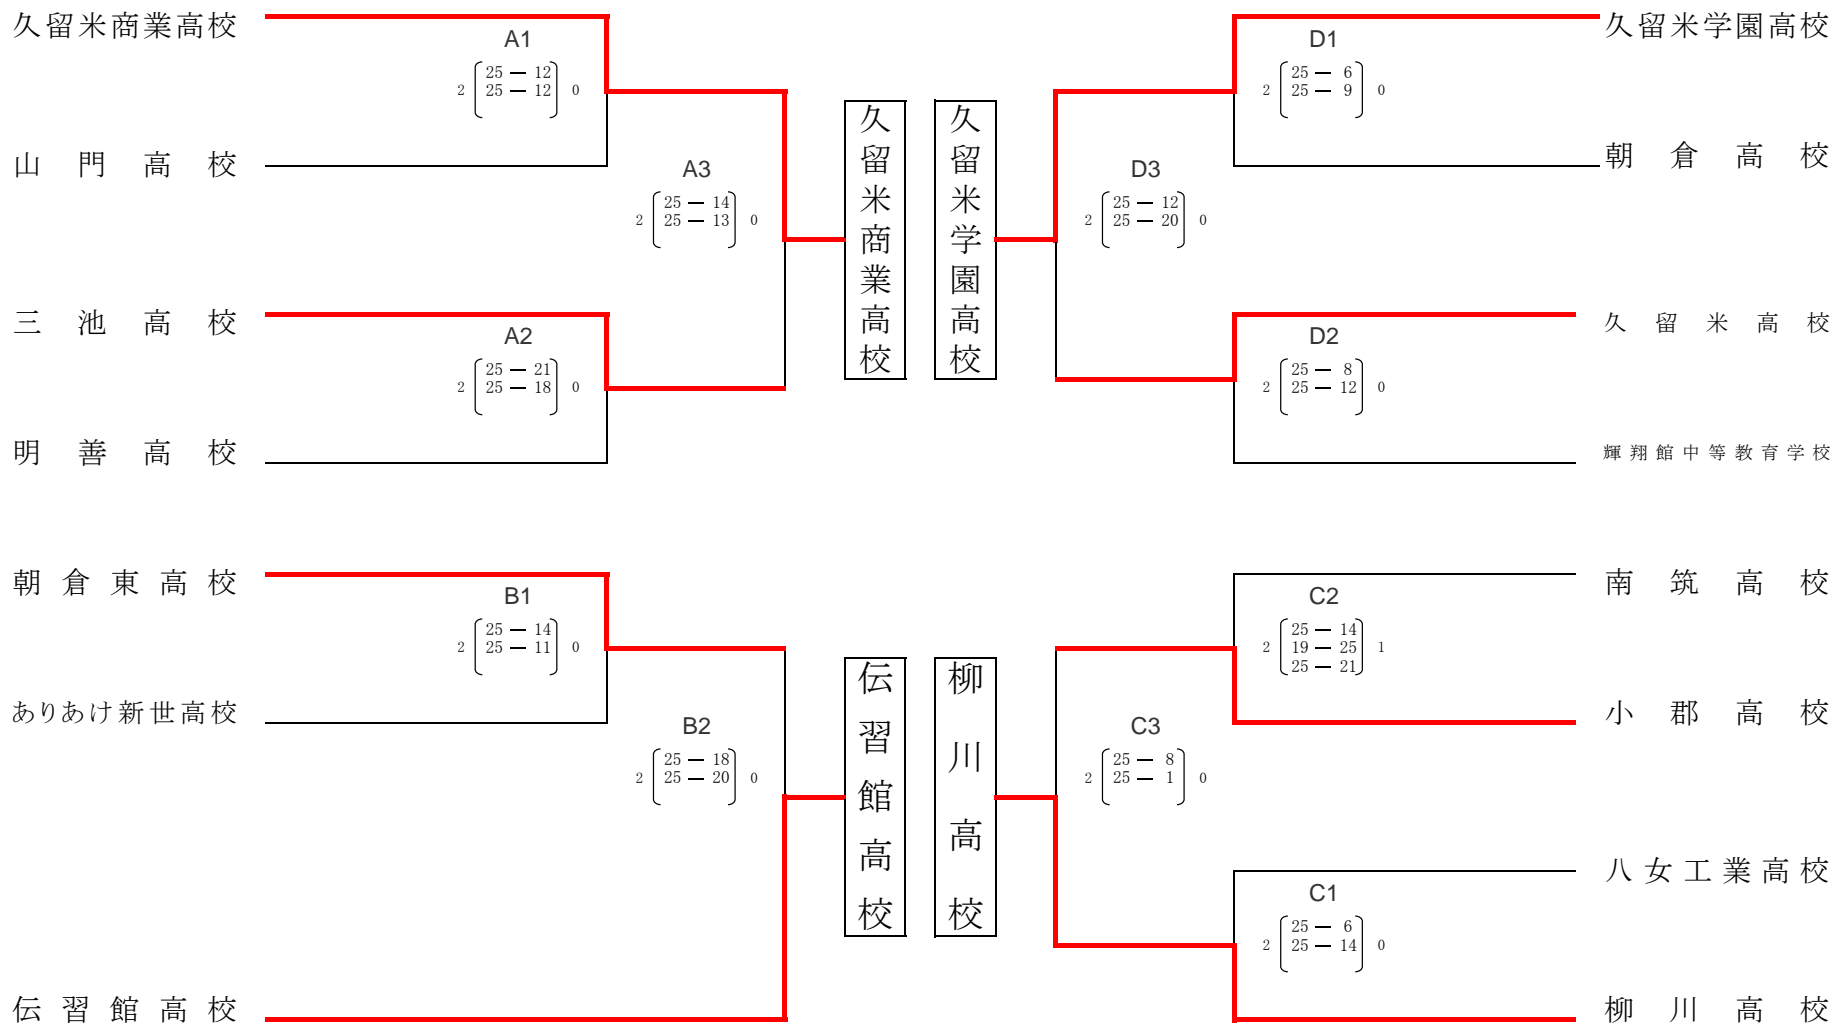 久留米商業高校
A1
2 25 — 12 0
25 — 12
山門高校
A3
2 25 — 14 0
25 — 13
三池高校
A2
2 25 — 21 0
25 — 18
明善高校
久留米商業高校
久留米学園高校
久留米学園高校
D1
2 25 — 6 0
25 — 9
朝倉高校
D3
2 25 — 12 0
25 — 20
久留米高校
D2
2 25 — 8 0
25 — 12
輝翔館中等教育学校
朝倉東高校
B1
2 25 — 14 0
25 — 11
ありあけ新世高校
B2
2 25 — 18 0
25 — 20
伝習館高校
伝習館高校
柳川高校
南筑高校
C2
25 — 14
2 19 — 25 1
25 — 21
小郡高校
C3
2 25 — 8 0
25 — 1
八女工業高校
C1
2 25 — 6 0
25 — 14
柳川高校